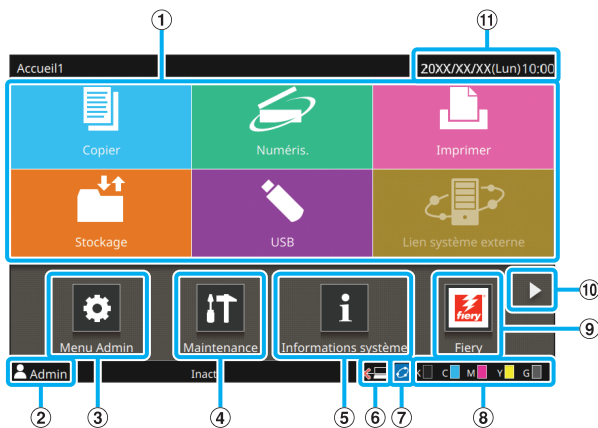 ① ⑪
Accueil1 20XX/XX/XX(Lun)10:00
Copier Numéris. Imprimer
Stockage USB Lien système externe
⑩
fiery ⑨
Menu Admin Maintenance Informations système Fiery
Admin Inact K C M Y G
② ③ ④ ⑤ ⑥ ⑦ ⑧